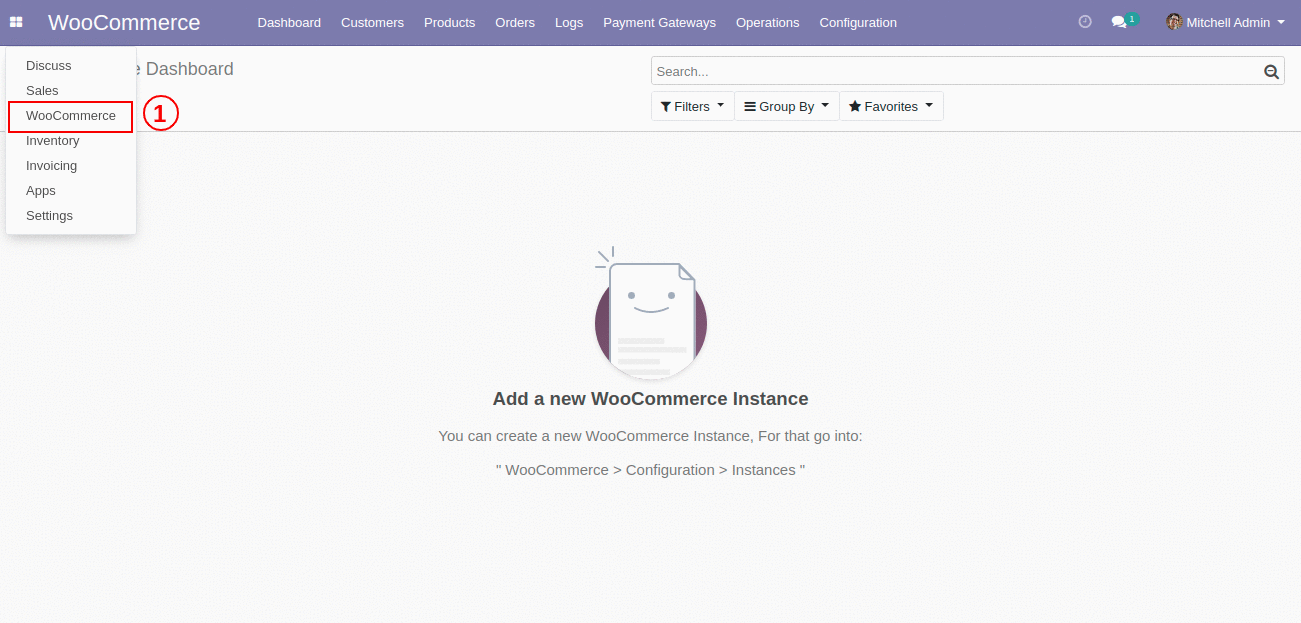 WooCommerce Dashboard Customers Products Orders Logs Payment Gateways Operations Configuration 1 Mitchell Admin
Discuss
Sales
WooCommerce
Inventory
Invoicing
Apps
Settings
1
e Dashboard
Search...
Filters Group By Favorites
Add a new WooCommerce Instance
You can create a new WooCommerce Instance, For that go into:
" WooCommerce > Configuration > Instances "